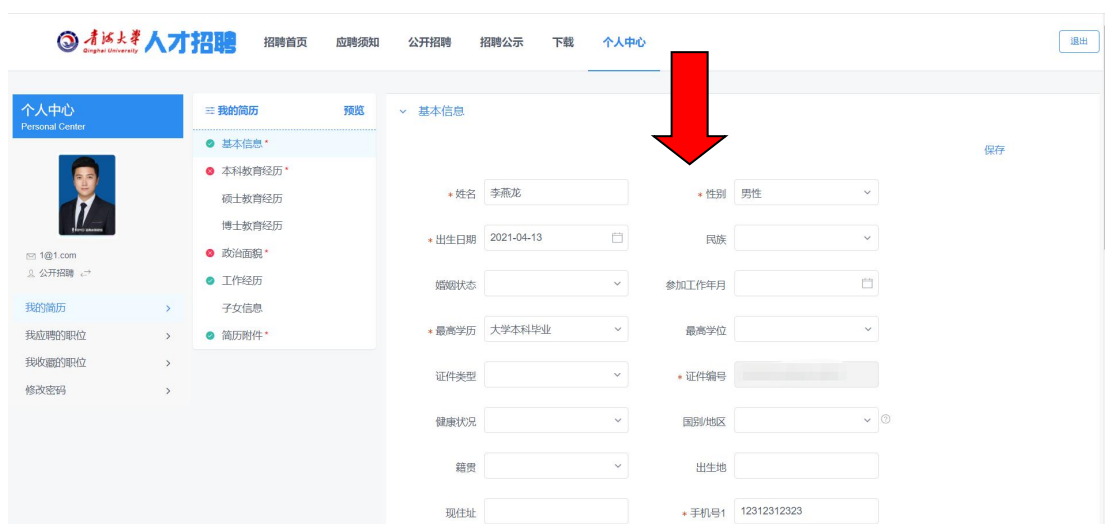 青海大学 人才招聘 招聘首页 应聘须知 公开招聘 招聘公示 下载 个人中心 退出
Qinghai University
个人中心
Personal Center
1@1.com
公开招聘
我的简历
我应聘的职位
我收藏的职位
修改密码
我的简历 预览
基本信息*
本科教育经历*
硕士教育经历
博士教育经历
政治面貌*
工作经历
子女信息
简历附件*
基本信息
保存
*姓名 李燕龙 *性别 男性
*出生日期 2021-04-13 民族
婚姻状态 参加工作年月
*最高学历 大学本科毕业 最高学位
证件类型 *证件编号
健康状况 国别/地区
籍贯 出生地
现住址 *手机号1 12312312323